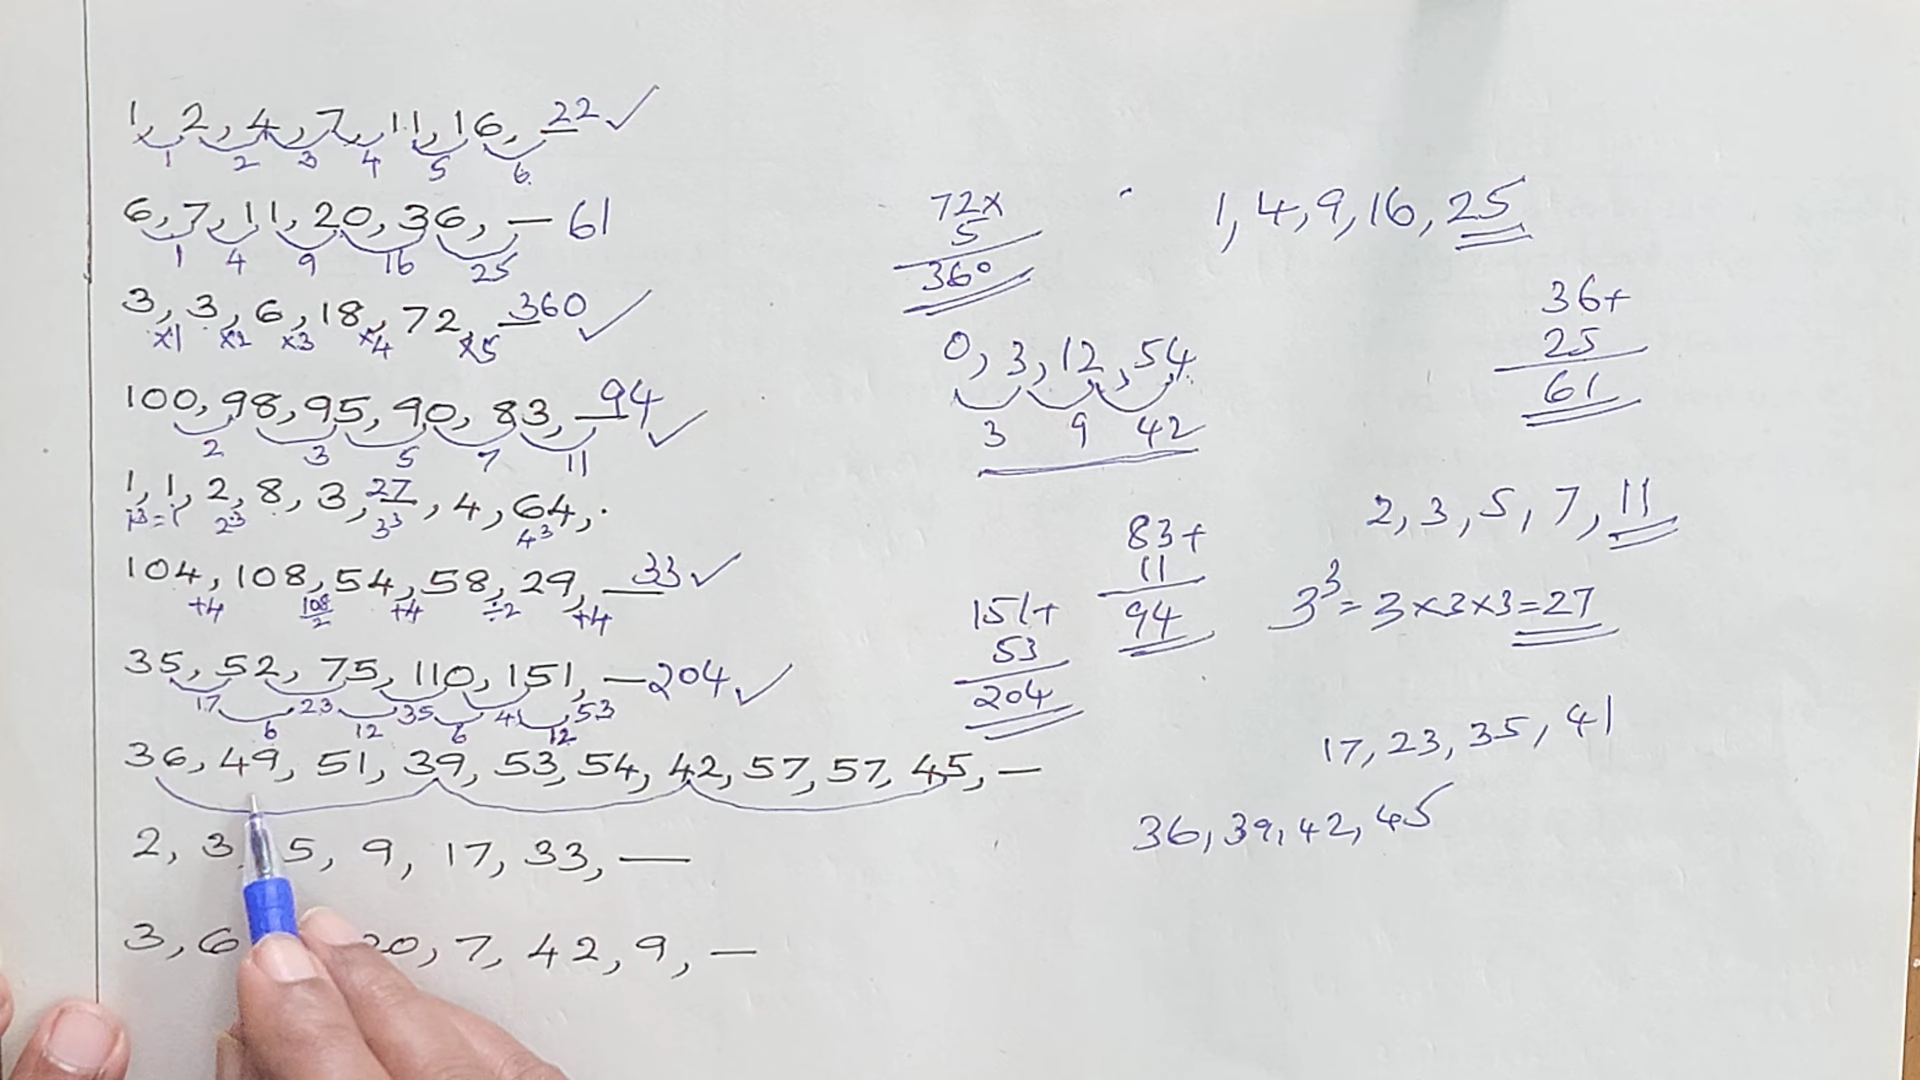 1, 2, 4, 7, 11, 16, 22 ✓
1 2 3 4 5 6
6, 7, 11, 20, 36, — 61
1 4 9 16 25
3, 3, 6, 18, 72, 360 ✓
×1 ×2 ×3 ×4 ×5
100, 98, 95, 90, 83, 94 ✓
2 3 5 7 11
1, 1, 2, 8, 3, 27, 4, 64, .
1³=1 2³ 3³ 4³
104, 108, 54, 58, 29, 33 ✓
+4 108/2 +4 ÷2 +4
35, 52, 75, 110, 151, — 204 ✓
17 23 35 41 53
6 12 6 12
36, 49, 51, 39, 53, 54, 42, 57, 57, 45, —
2, 3, 5, 9, 17, 33, —
3, 6 20, 7, 42, 9, —
72×
5
360
0, 3, 12, 54
3 9 42
83+
11
94
151+
53
204
1, 4, 9, 16, 25
36+
25
61
2, 3, 5, 7, 11
3³ = 3×3×3=27
17, 23, 35, 41
36, 39, 42, 45